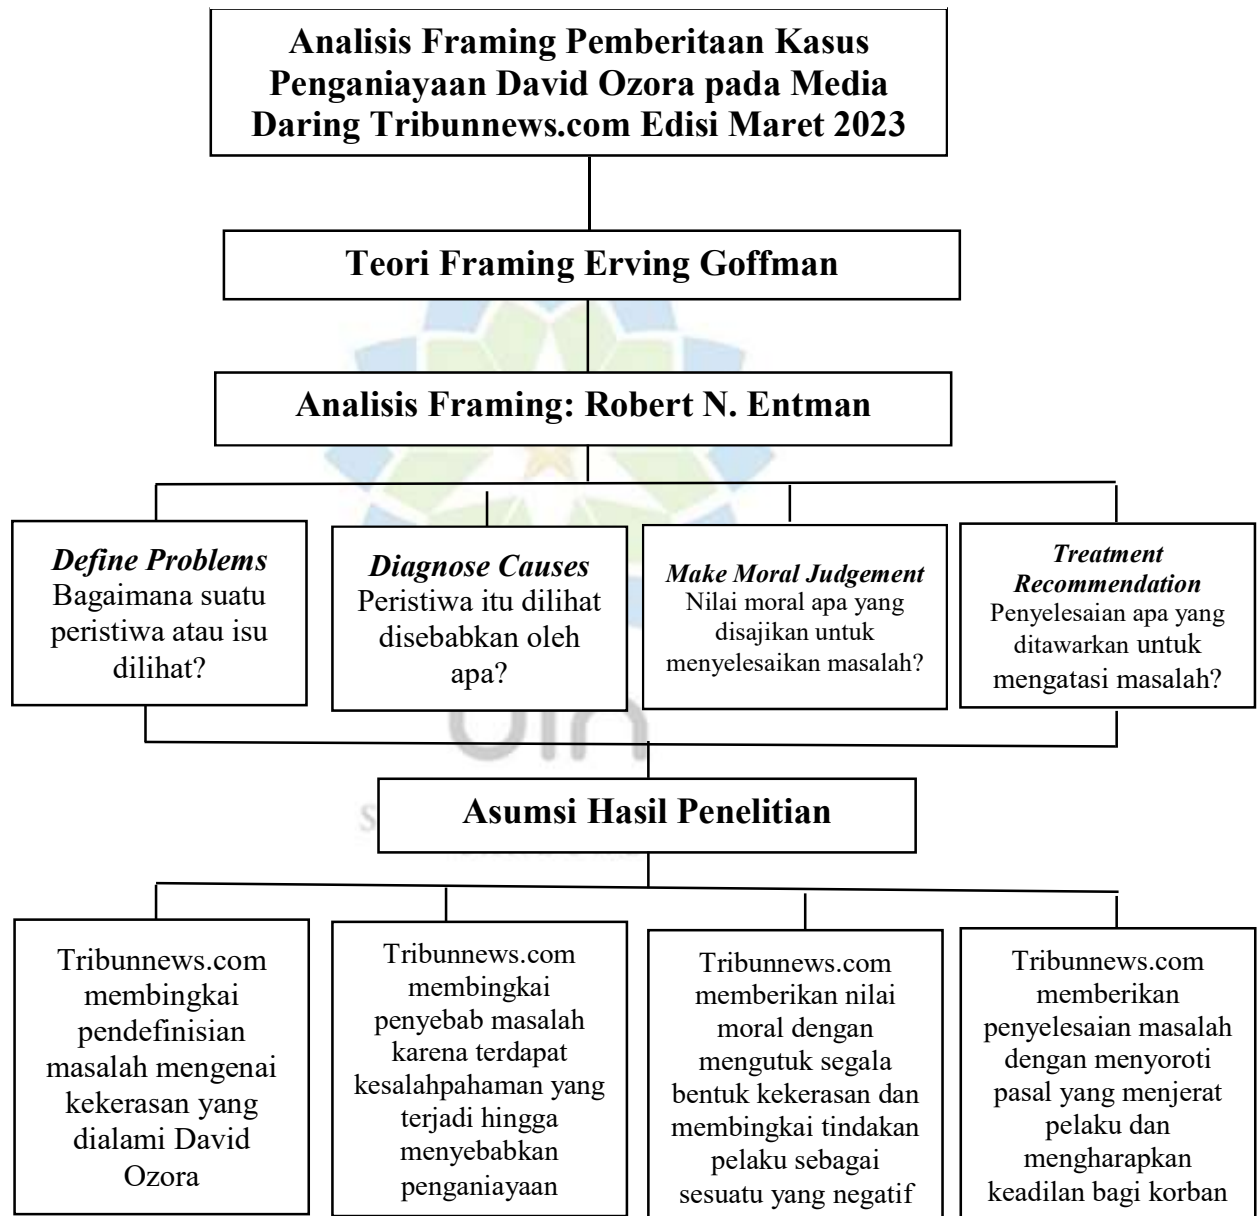 Analisis Framing Pemberitaan Kasus
Penganiayaan David Ozora pada Media
Daring Tribunnews.com Edisi Maret 2023
Teori Framing Erving Goffman
Analisis Framing: Robert N. Entman
Define Problems
Bagaimana suatu
peristiwa atau isu
dilihat?
Diagnose Causes
Peristiwa itu dilihat
disebabkan oleh
apa?
Make Moral Judgement
Nilai moral apa yang
disajikan untuk
menyelesaikan masalah?
Treatment
Recommendation
Penyelesaian apa yang
ditawarkan untuk
mengatasi masalah?
uin
Asumsi Hasil Penelitian
Tribunnews.com
membingkai
pendefinisian
masalah mengenai
kekerasan yang
dialami David
Ozora
Tribunnews.com
membingkai
penyebab masalah
karena terdapat
kesalahpahaman yang
terjadi hingga
menyebabkan
penganiayaan
Tribunnews.com
memberikan nilai
moral dengan
mengutuk segala
bentuk kekerasan dan
membingkai tindakan
pelaku sebagai
sesuatu yang negatif
Tribunnews.com
memberikan
penyelesaian masalah
dengan menyoroti
pasal yang menjerat
pelaku dan
mengharapkan
keadilan bagi korban